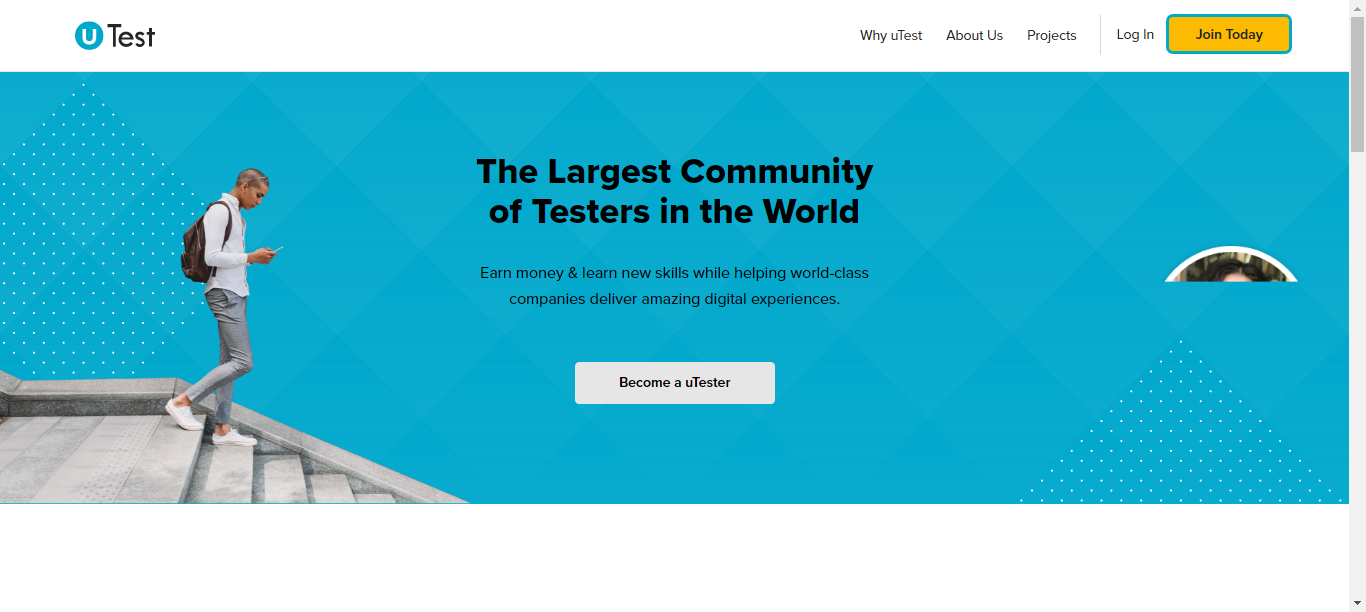 uTest
Why uTest
About Us
Projects
Log In
Join Today
The Largest Community
of Testers in the World
Earn money & learn new skills while helping world-class
companies deliver amazing digital experiences.
Become a uTester